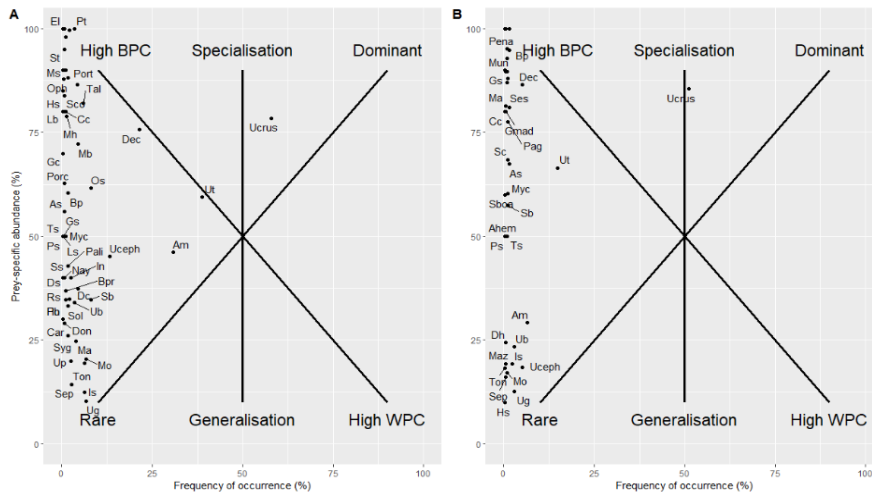 A
Prey-specific abundance (%)
100
75
50
25
0
El Pt
High BPC Specialisation Dominant
St
Ms Port
Oph Tal
Hs Sco
Lb Cc
Ucrus
Mh Dec
Mb
Gc
Porc Os
Ut
As Bp
Gs
Ts Myc
Am
Ps Ls Pali Uceph
Ss Nay In
Ds Bpr
Rs Dc Sb
Ub
Sol
Car Don
Syg Ma
Up Mo
Ton
Sep Is
Ug
Rare Generalisation High WPC
0 25 50 75 100
Frequency of occurrence (%)
B
100
75
50
25
0
Pena
High BPC Specialisation Dominant
Bp
Mun
Gs Dec
Ma Ses
Ucrus
Cc
Gmad
Pag
Sc Ut
As
Myc
Sboa
Sb
Ahem
Ps Ts
Am
Dh Ub
Maz Is
Uceph
Ton Mo
Sep Ug
Hs
Rare Generalisation High WPC
0 25 50 75 100
Frequency of occurrence (%)